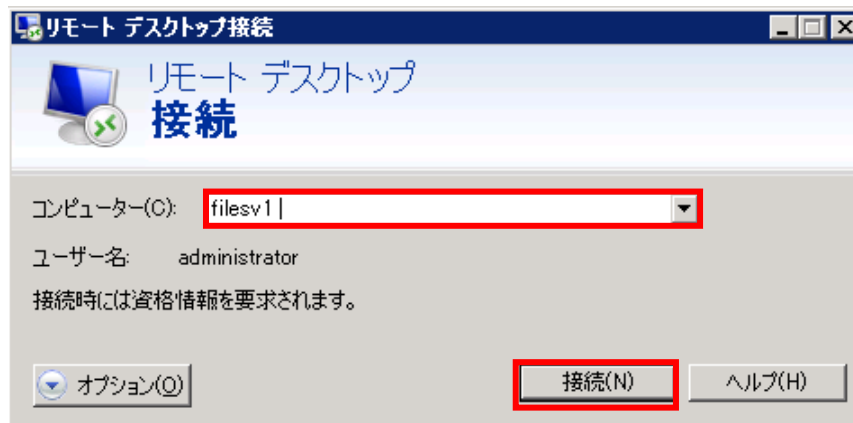 リモート デスクトップ接続
リモート デスクトップ
接続
コンピューター(C): filesv1
ユーザー名: administrator
接続時には資格情報を要求されます。
オプション(O) 接続(N) ヘルプ(H)